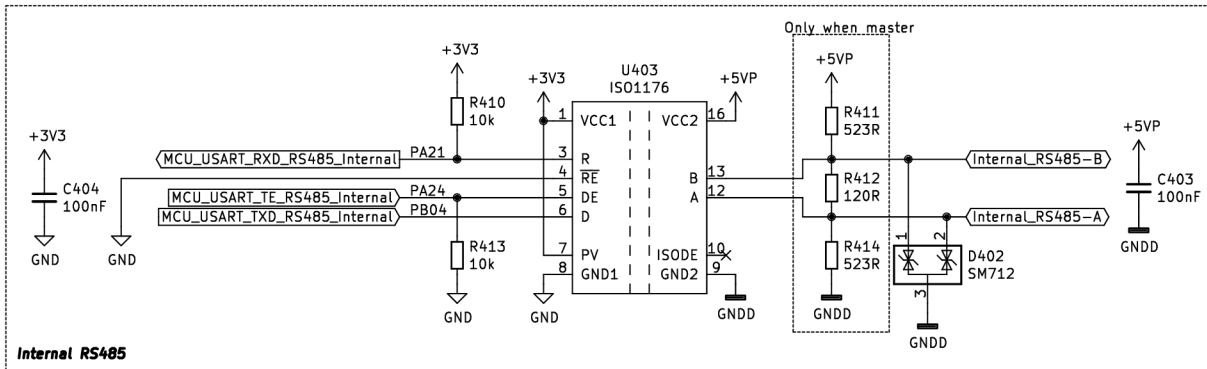 Only when master
+3V3
+5VP
U403
ISO1176
+3V3
+5VP
R410
10k
R411
523R
1
VCC1
VCC2
16
+3V3
+5VP
MCU_USART_RXD_RS485_Internal
PA21
3
R
Internal_RS485-B
4
RE
B
13
R412
120R
C404
100nF
MCU_USART_TE_RS485_Internal
PA24
5
DE
A
12
C403
100nF
MCU_USART_TXD_RS485_Internal
PB04
6
D
Internal_RS485-A
R413
10k
R414
523R
1
2
GND
GND
7
PV
ISODE
10
GNDD
8
GND1
GND2
9
D402
SM712
3
GND
GND
GNDD
GNDD
GNDD
Internal RS485